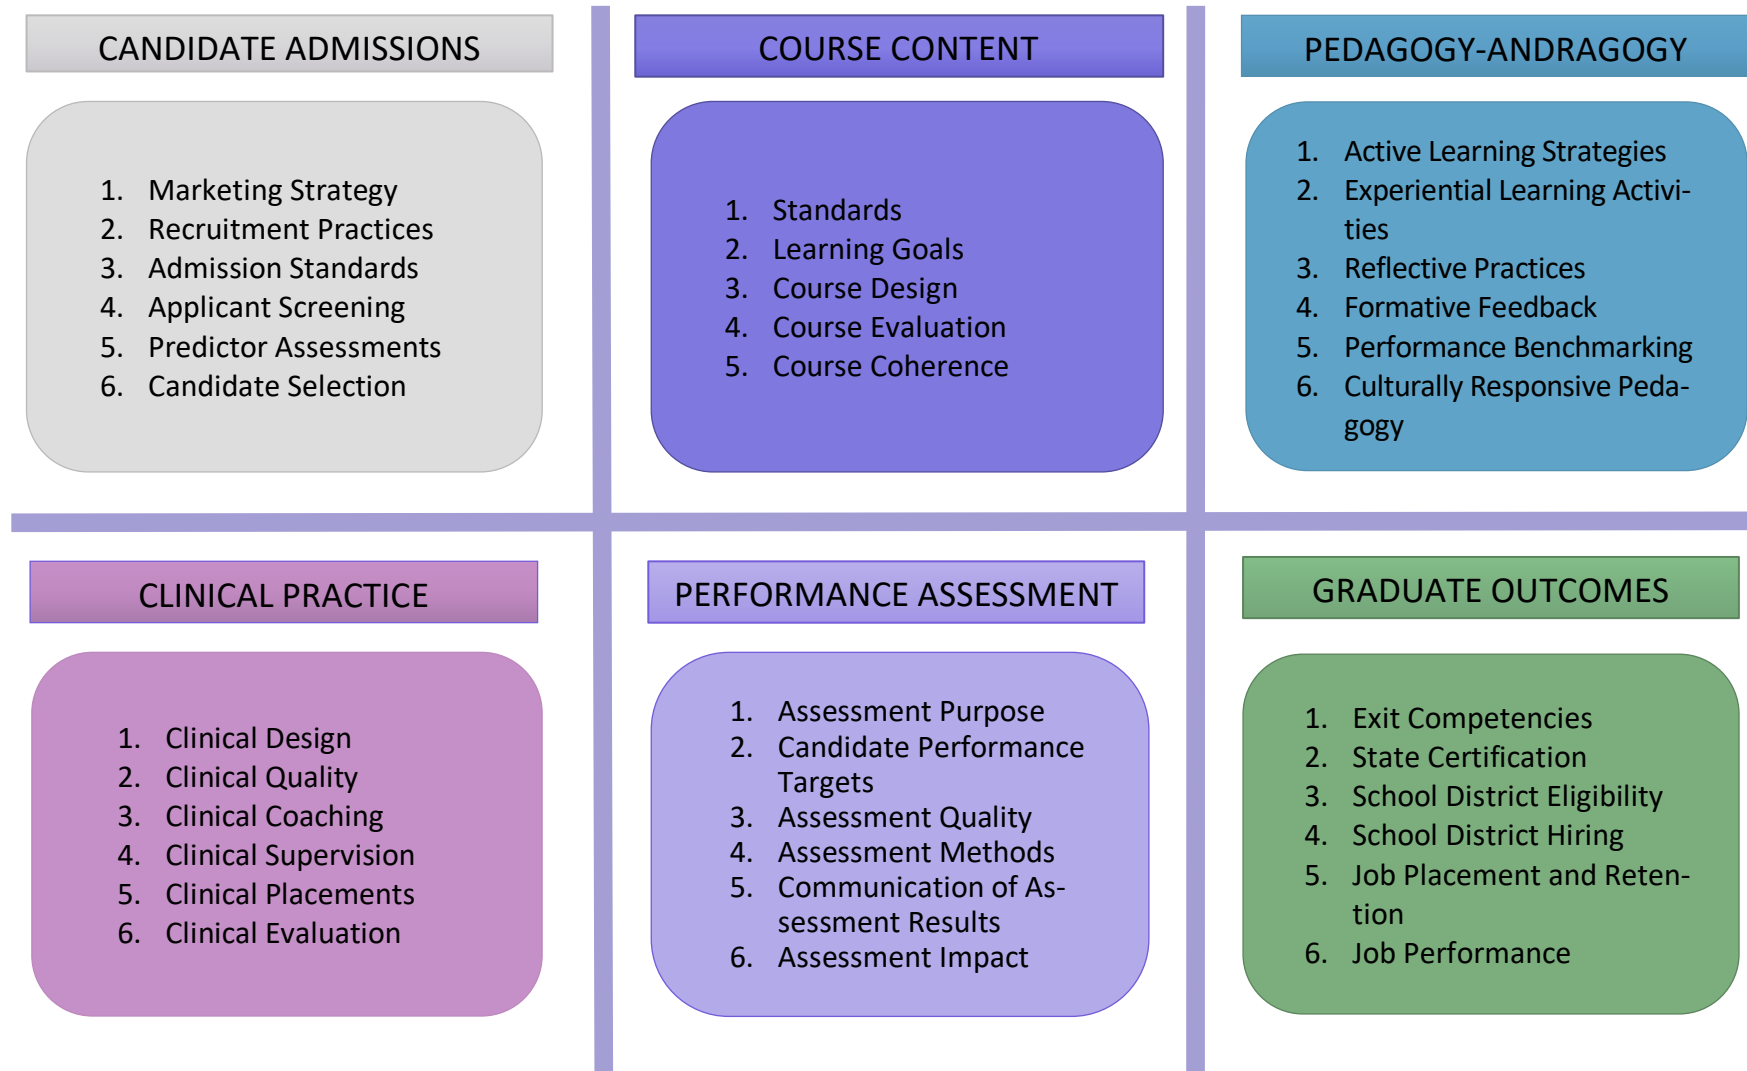 CANDIDATE ADMISSIONS
1. Marketing Strategy
2. Recruitment Practices
3. Admission Standards
4. Applicant Screening
5. Predictor Assessments
6. Candidate Selection
COURSE CONTENT
1. Standards
2. Learning Goals
3. Course Design
4. Course Evaluation
5. Course Coherence
PEDAGOGY-ANDRAGOGY
1. Active Learning Strategies
2. Experiential Learning Activi-
ties
3. Reflective Practices
4. Formative Feedback
5. Performance Benchmarking
6. Culturally Responsive Peda-
gogy
CLINICAL PRACTICE
1. Clinical Design
2. Clinical Quality
3. Clinical Coaching
4. Clinical Supervision
5. Clinical Placements
6. Clinical Evaluation
PERFORMANCE ASSESSMENT
1. Assessment Purpose
2. Candidate Performance
Targets
3. Assessment Quality
4. Assessment Methods
5. Communication of As-
sessment Results
6. Assessment Impact
GRADUATE OUTCOMES
1. Exit Competencies
2. State Certification
3. School District Eligibility
4. School District Hiring
5. Job Placement and Reten-
tion
6. Job Performance